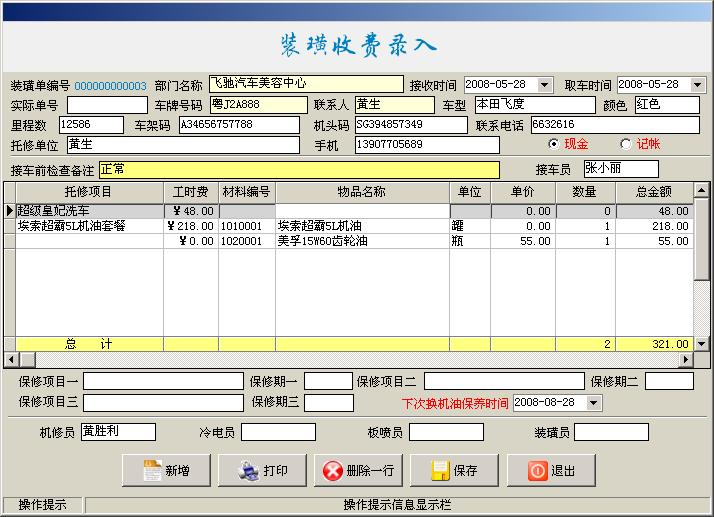 装璜收费录入
装璜单编号 000000000003 部门名称 飞驰汽车美容中心 接收时间 2008-05-28 取车时间 2008-05-28
实际单号 车牌号码 粤J2A888 联系人 黄生 车型 本田飞度 颜色 红色
里程数 12586 车架码 A34656757788 机头码 SG394857349 联系电话 6632616
托修单位 黄生 手机 13907705689 现金 记帐
接车前检查备注 正常 接车员 张小丽
托修项目 工时费 材料编号 物品名称 单位 单价 数量 总金额
超级皇妃洗车 ￥48.00 0.00 0 48.00
埃索超霸5L机油套餐 ￥218.00 1010001 埃索超霸5L机油 罐 0.00 1 218.00
￥0.00 1020001 美孚15W60齿轮油 瓶 55.00 1 55.00
总 计 2 321.00
保修项目一 保修期一 保修项目二 保修期二
保修项目三 保修期三 下次换机油保养时间 2008-08-28
机修员 黄胜利 冷电员 板喷员 装璜员
新增 打印 删除一行 保存 退出
操作提示 操作提示信息显示栏